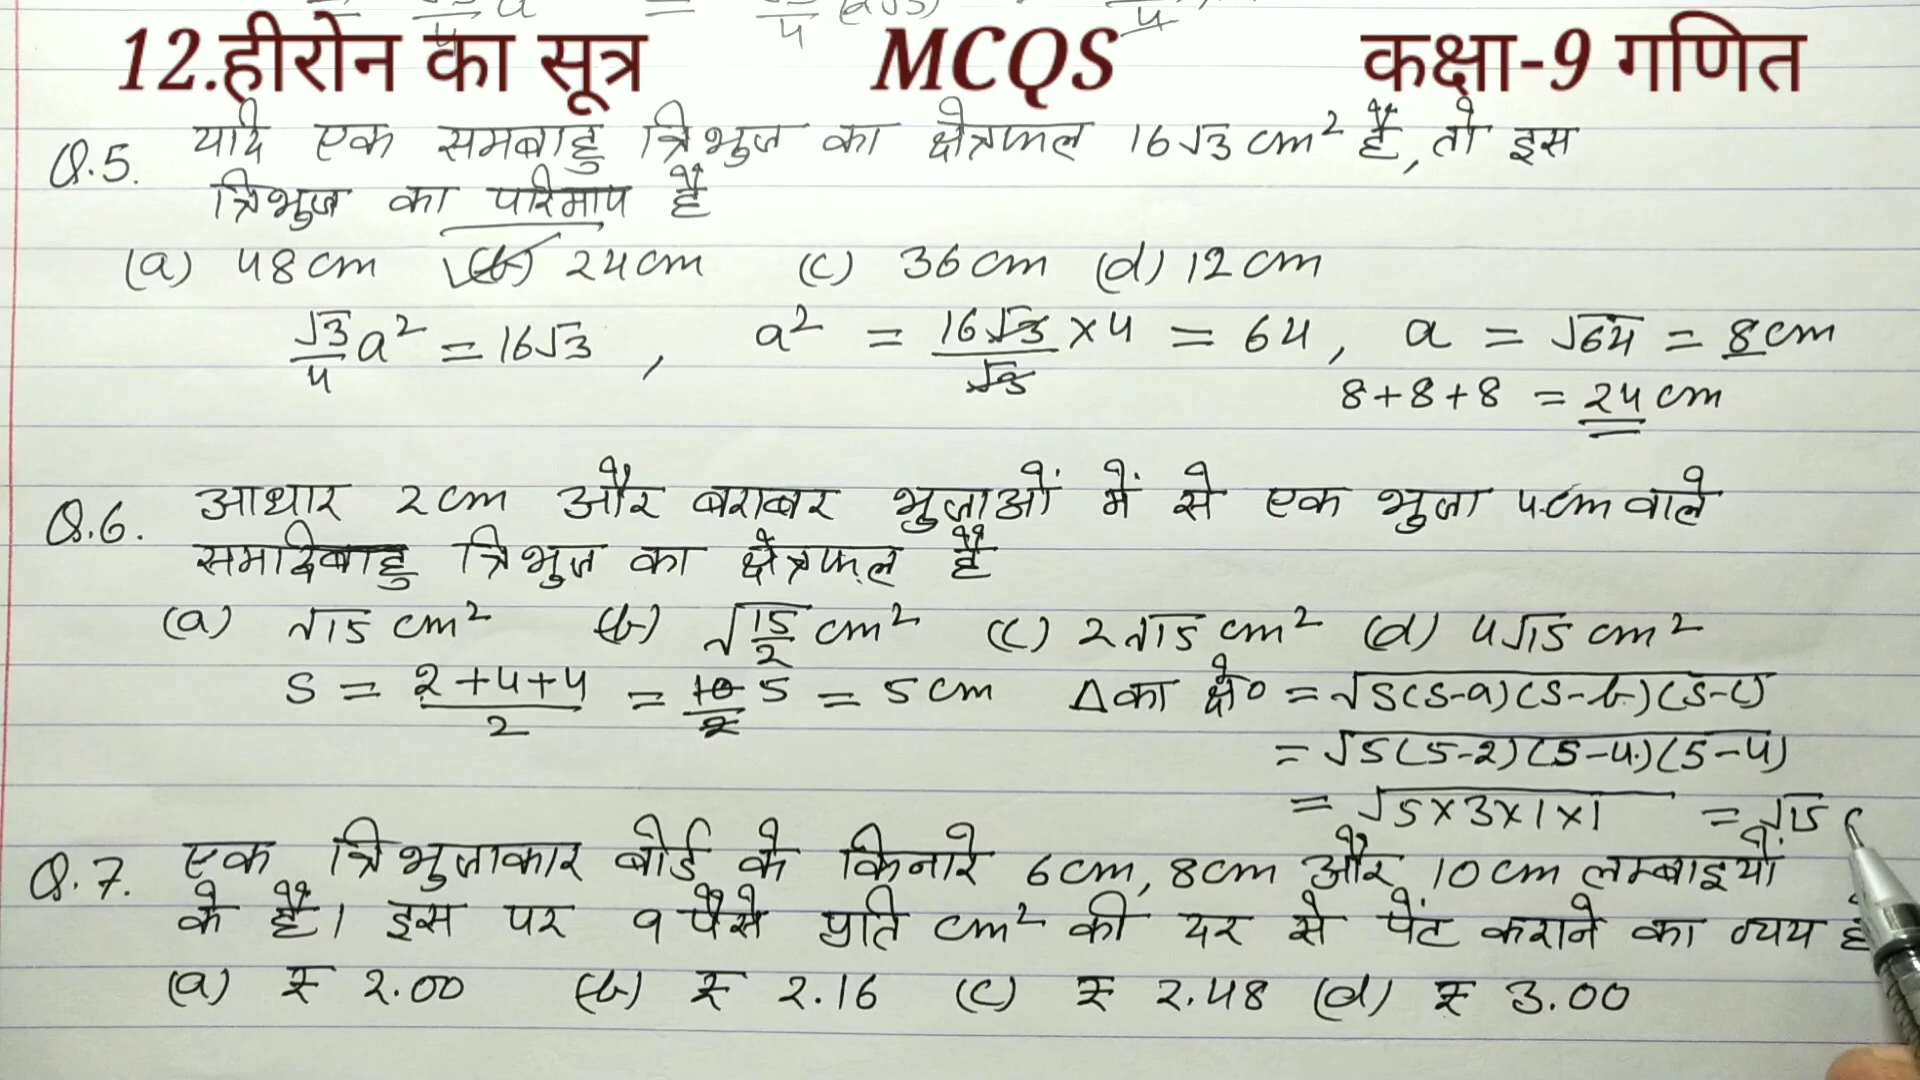 12.हीरोन का सूत्र MCQS कक्षा-9 गणित
Q.5. यदि एक समबाहु त्रिभुज का क्षेत्रफल 16√3 cm² है, तो इस
त्रिभुज का परिमाप है
(a) 48 cm (b) 24 cm (c) 36 cm (d) 12 cm
√3/4 a² = 16√3 , a² = 16√3/√3 × 4 = 64, a = √64 = 8 cm
8+8+8 = 24 cm
Q.6. आधार 2 cm और बराबर भुजाओं में से एक भुजा 4 cm वाले
समद्विबाहु त्रिभुज का क्षेत्रफल है
(a) √15 cm² (b) √15/2 cm² (c) 2√15 cm² (d) 4√15 cm²
S = 2+4+4/2 = 10/2 5 = 5 cm Δ का क्षे० = √S(S-a)(S-b)(S-c)
= √5(5-2)(5-4)(5-4)
= √5×3×1×1 = √15 c
Q.7. एक त्रिभुजाकार बोर्ड के किनारे 6 cm, 8 cm और 10 cm लम्बाइयों
के हैं। इस पर 9 पैसे प्रति cm² की दर से पेंट कराने का व्यय है
(a) ₹ 2.00 (b) ₹ 2.16 (c) ₹ 2.48 (d) ₹ 3.00